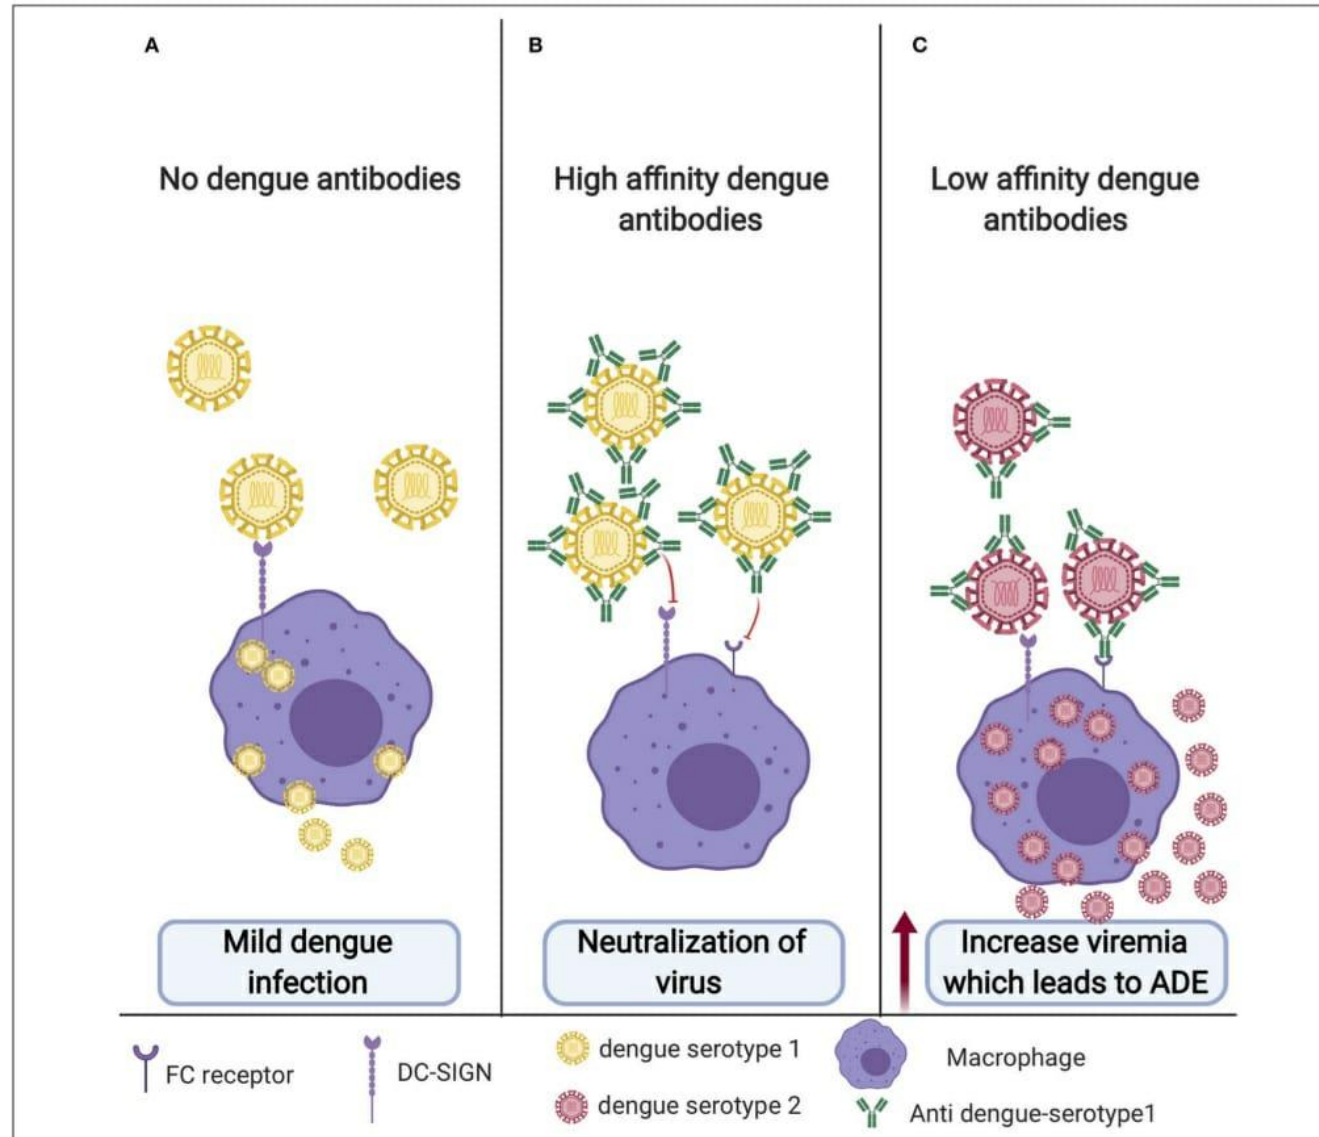 A
B
C
No dengue antibodies
High affinity dengue
antibodies
Low affinity dengue
antibodies
Mild dengue
infection
Neutralization of
virus
Increase viremia
which leads to ADE
FC receptor
DC-SIGN
dengue serotype 1
dengue serotype 2
Macrophage
Anti dengue-serotype1